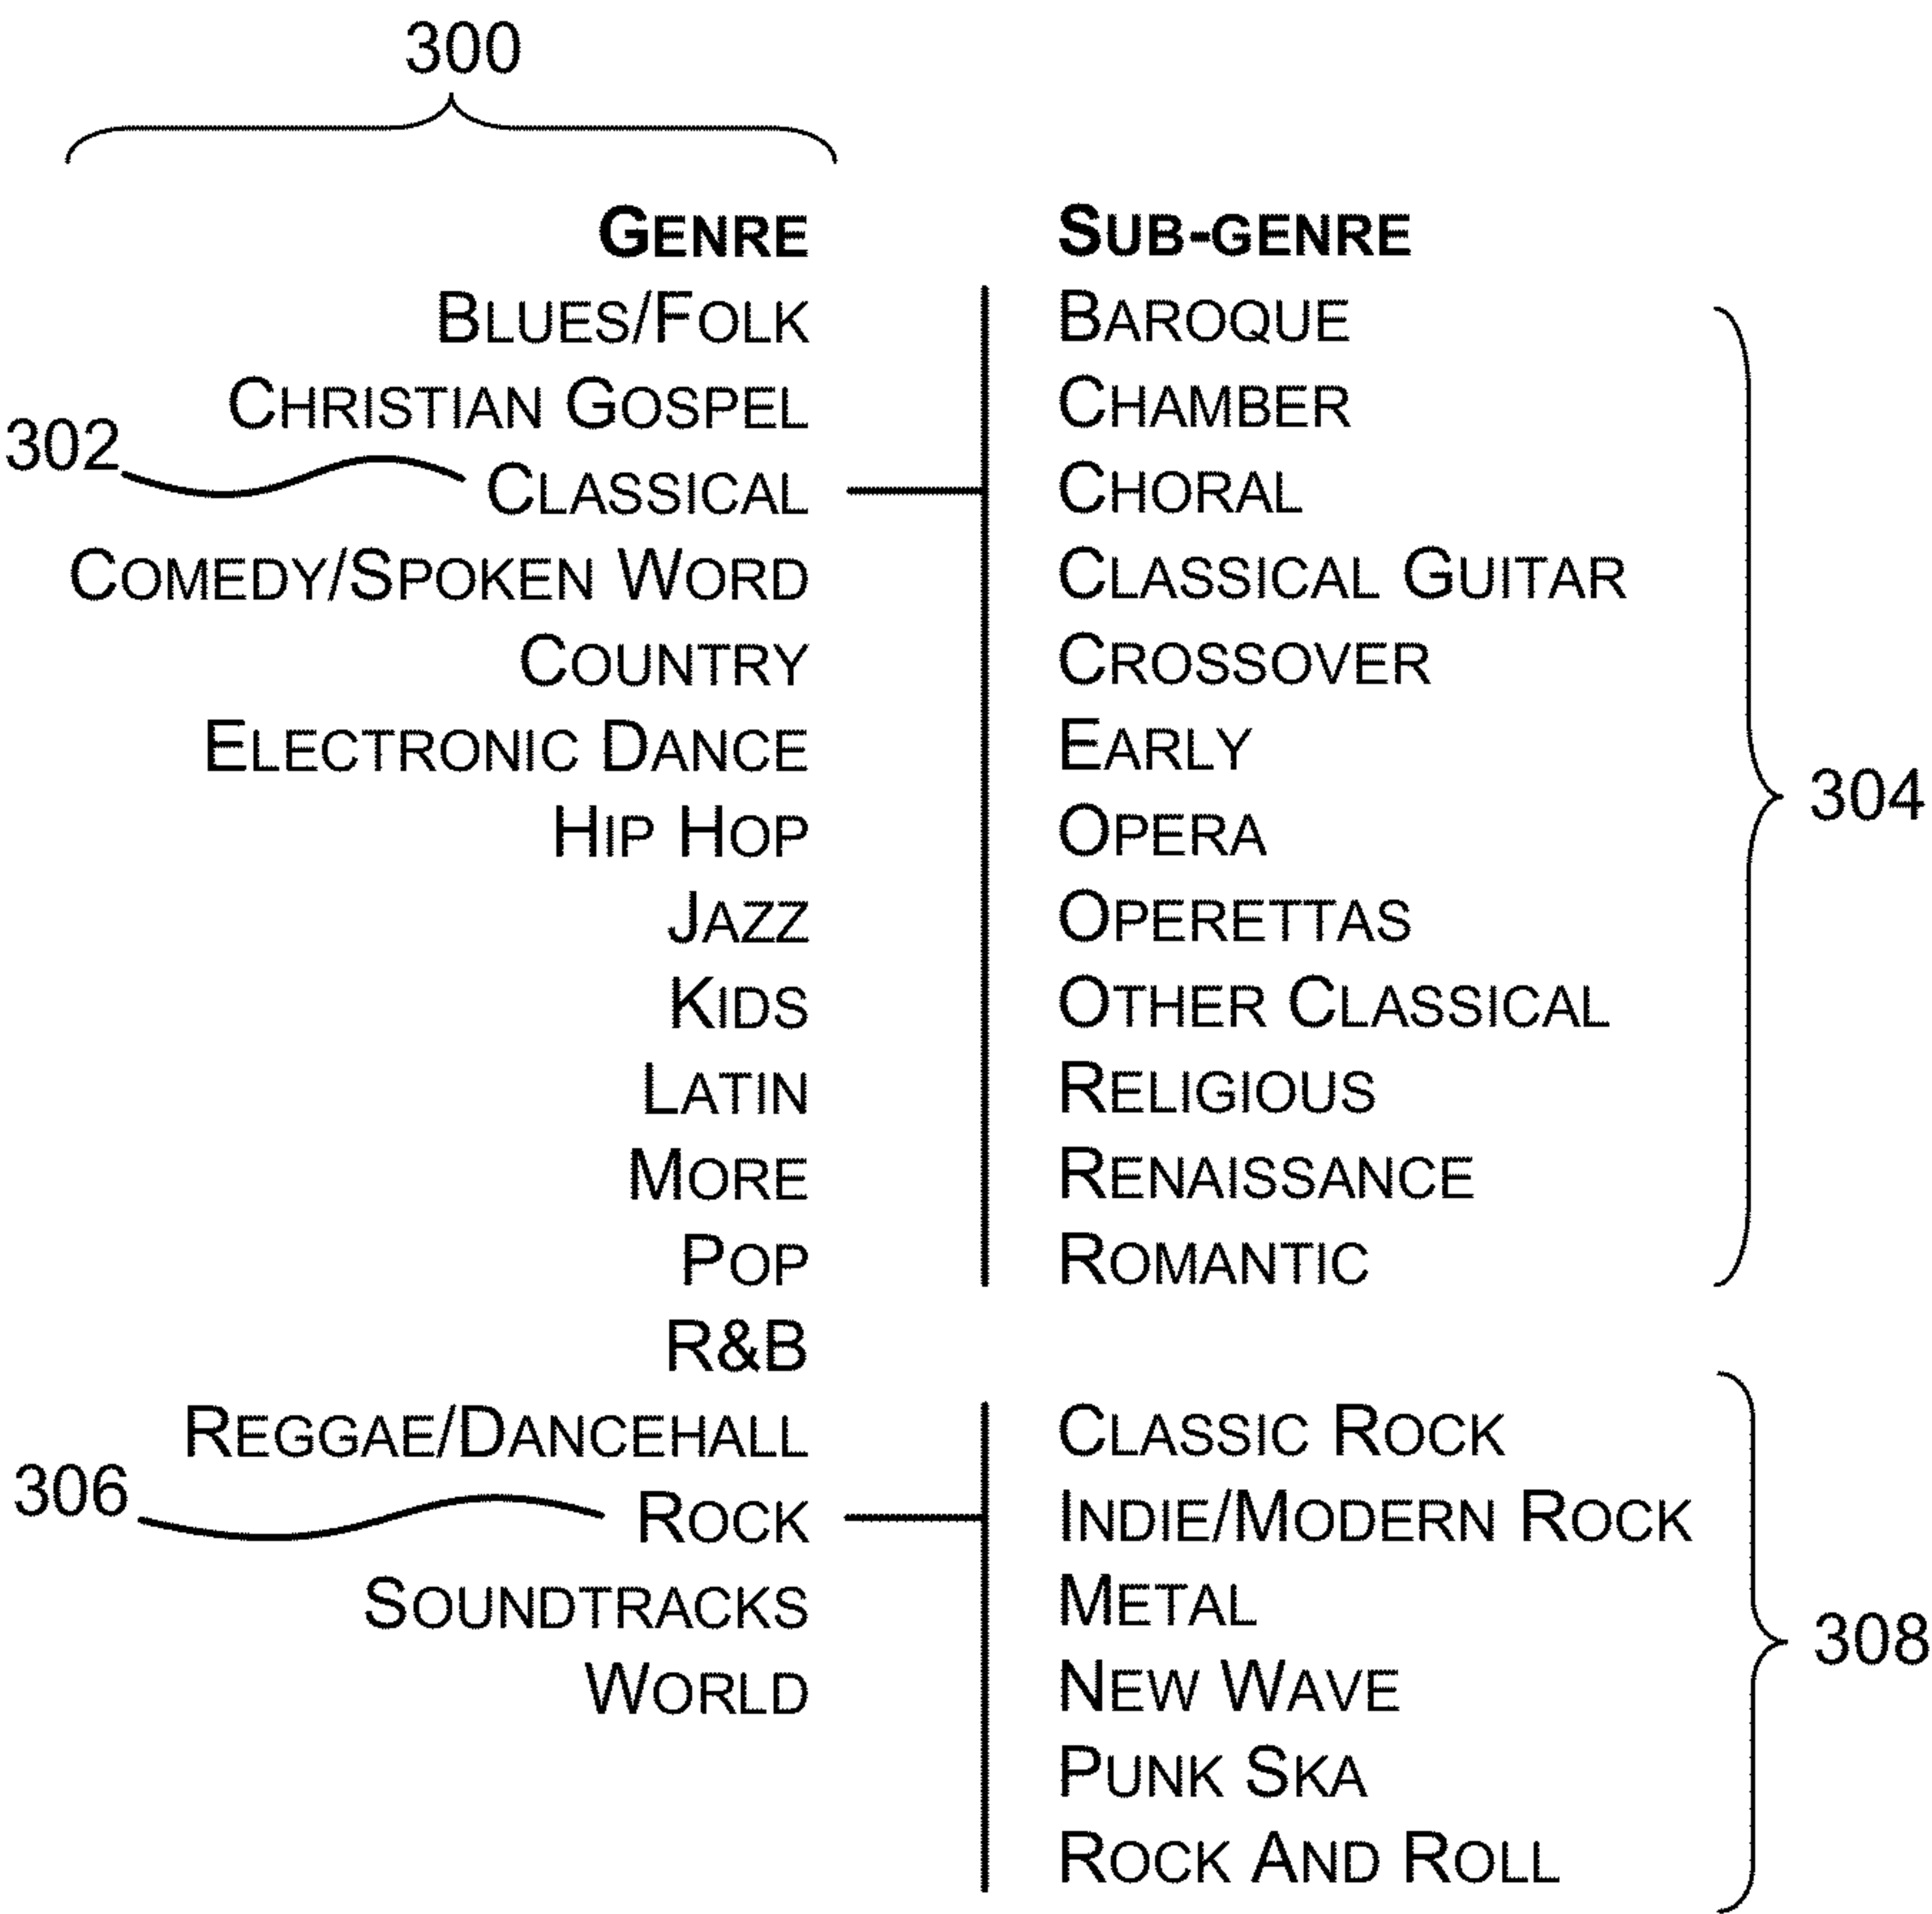 300
GENRE
BLUES/FOLK
CHRISTIAN GOSPEL
302
CLASSICAL
COMEDY/SPOKEN WORD
COUNTRY
ELECTRONIC DANCE
HIP HOP
JAZZ
KIDS
LATIN
MORE
POP
R&B
REGGAE/DANCEHALL
306
ROCK
SOUNDTRACKS
WORLD
SUB-GENRE
BAROQUE
CHAMBER
CHORAL
CLASSICAL GUITAR
CROSSOVER
EARLY
OPERA
OPERETTAS
OTHER CLASSICAL
RELIGIOUS
RENAISSANCE
ROMANTIC
304
CLASSIC ROCK
INDIE/MODERN ROCK
METAL
NEW WAVE
PUNK SKA
ROCK AND ROLL
308